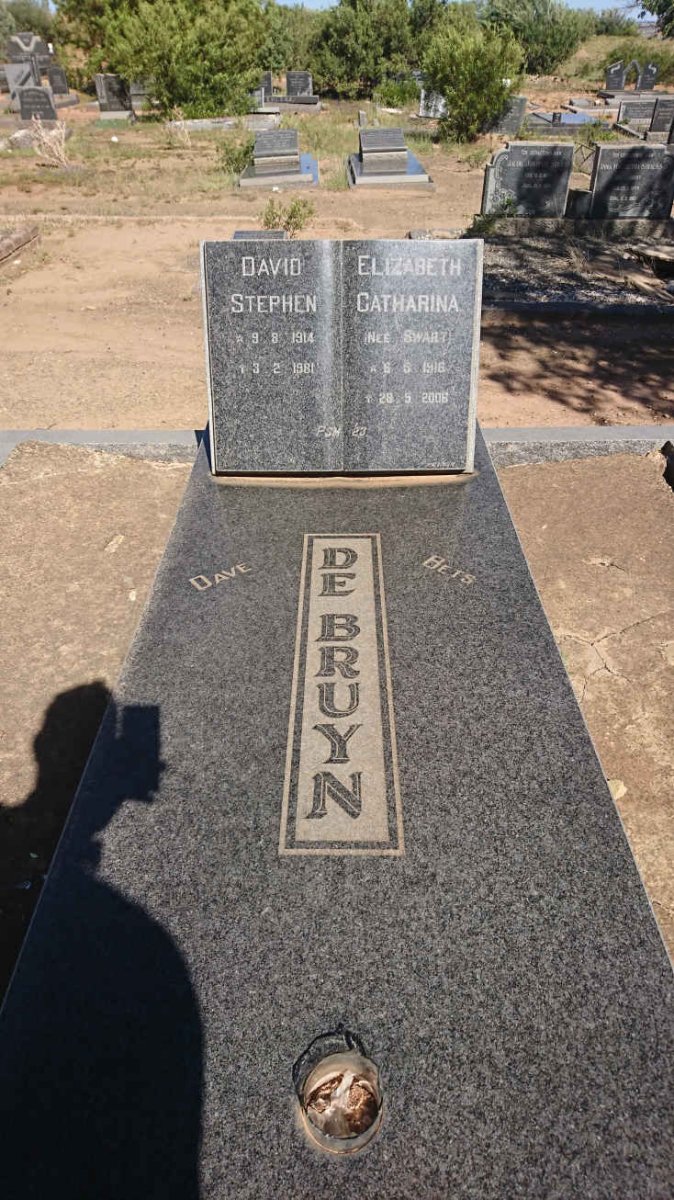 DAVID
STEPHEN
* 9 8 1914
† 3 2 1981
ELIZABETH
CATHARINA
(NEE SWART)
* 6 6 1916
† 28 5 2006
PSM 23
DAVE
BETS
DE BRUYN